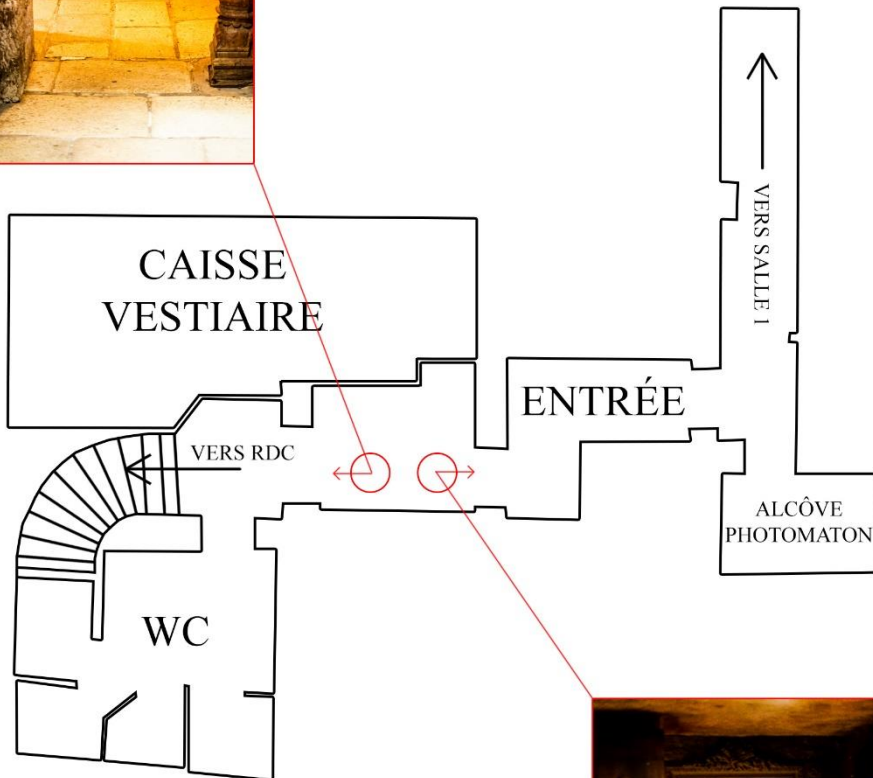 CAISSE
VESTIAIRE
VERS SALLE 1
ENTRÉE
VERS RDC
ALCÔVE
PHOTOMATON
WC